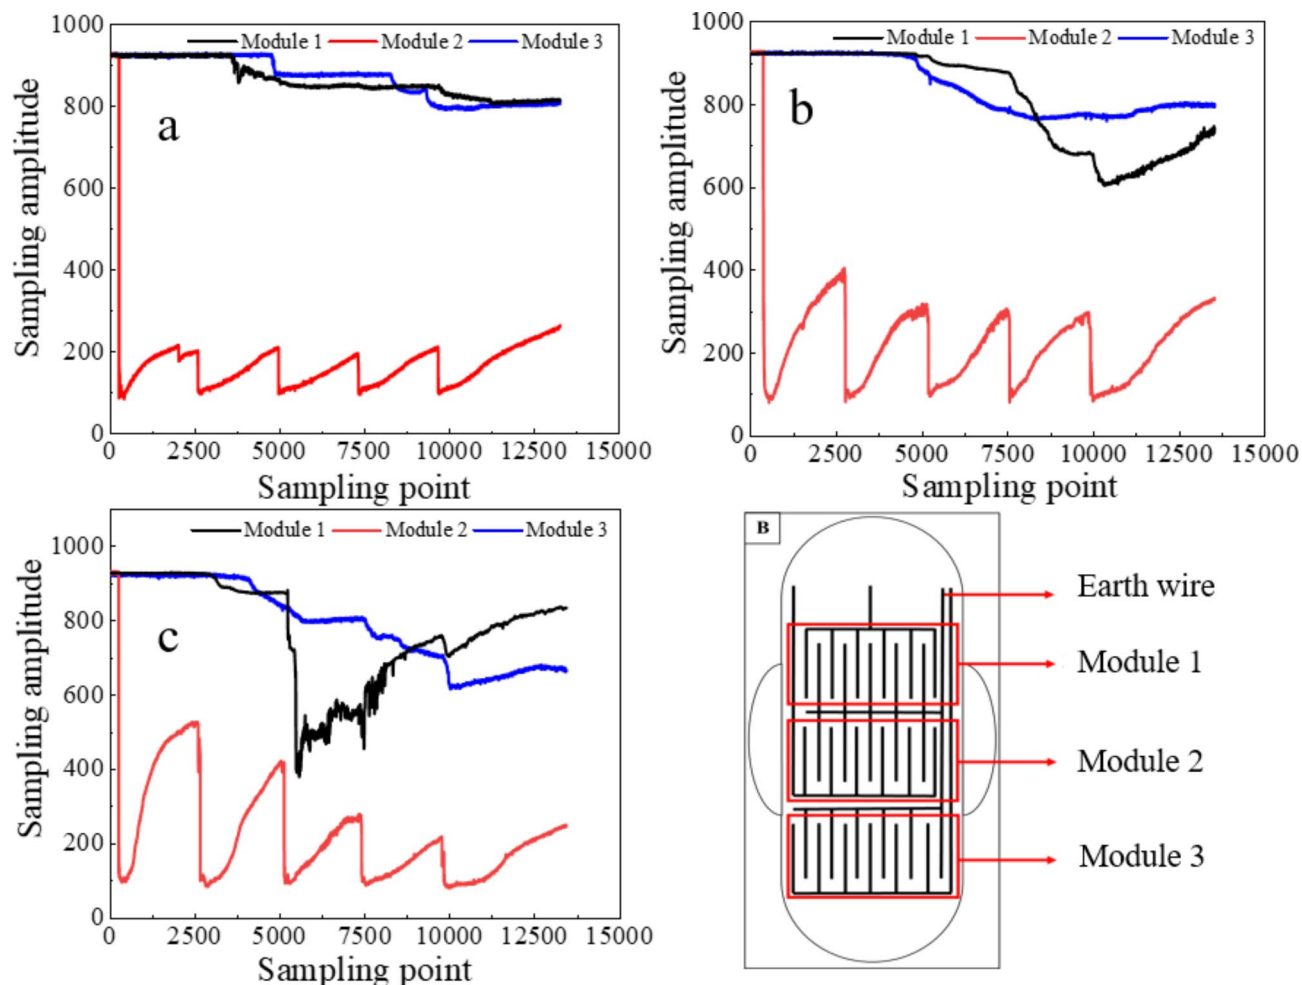 Module 1 Module 2 Module 3
a
Sampling amplitude
1000
800
600
400
200
0
0 2500 5000 7500 10000 12500 15000
Sampling point
Module 1 Module 2 Module 3
b
Sampling amplitude
1000
800
600
400
200
0
0 2500 5000 7500 10000 12500 15000
Sampling point
Module 1 Module 2 Module 3
c
Sampling amplitude
1000
800
600
400
200
0
0 2500 5000 7500 10000 12500 15000
Sampling point
B
Earth wire
Module 1
Module 2
Module 3